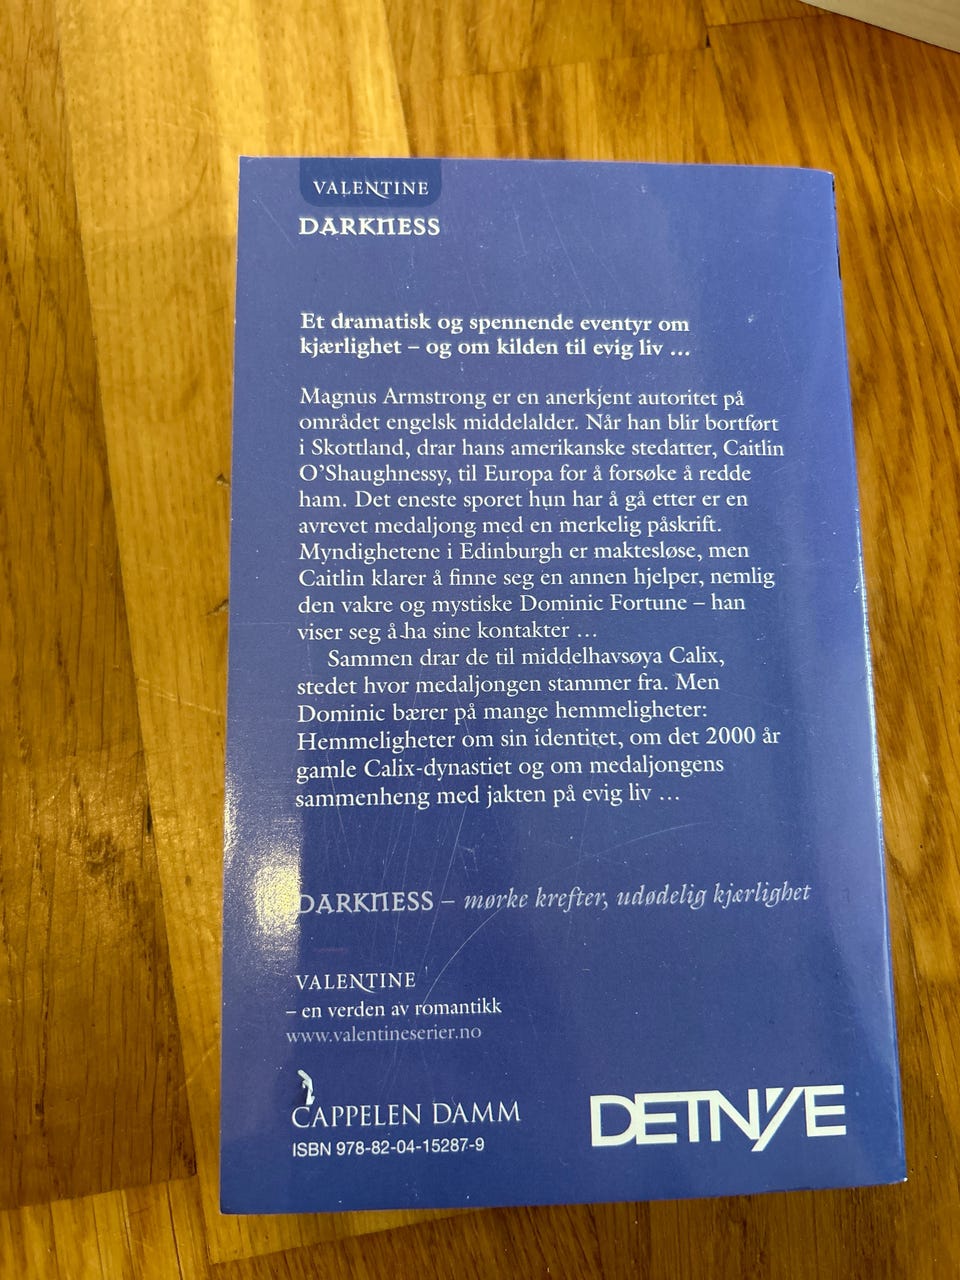 VALENTINE
DARKNESS
Et dramatisk og spennende eventyr om
kjærlighet – og om kilden til evig liv ...
Magnus Armstrong er en anerkjent autoritet på
området engelsk middelalder. Når han blir bortført
i Skottland, drar hans amerikanske stedatter, Caitlin
O'Shaughnessy, til Europa for å forsøke å redde
ham. Det eneste sporet hun har å gå etter er en
avrevet medaljong med en merkelig påskrift.
Myndighetene i Edinburgh er maktesløse, men
Caitlin klarer å finne seg en annen hjelper, nemlig
den vakre og mystiske Dominic Fortune – han
viser seg å ha sine kontakter ...
Sammen drar de til middelhavsøya Calix,
stedet hvor medaljongen stammer fra. Men
Dominic bærer på mange hemmeligheter:
Hemmeligheter om sin identitet, om det 2000 år
gamle Calix-dynastiet og om medaljongens
sammenheng med jakten på evig liv ...
DARKNESS – mørke krefter, udødelig kjærlighet
VALENTINE
– en verden av romantikk
www.valentineserier.no
CAPPELEN DAMM
ISBN 978-82-04-15287-9
DETNYE